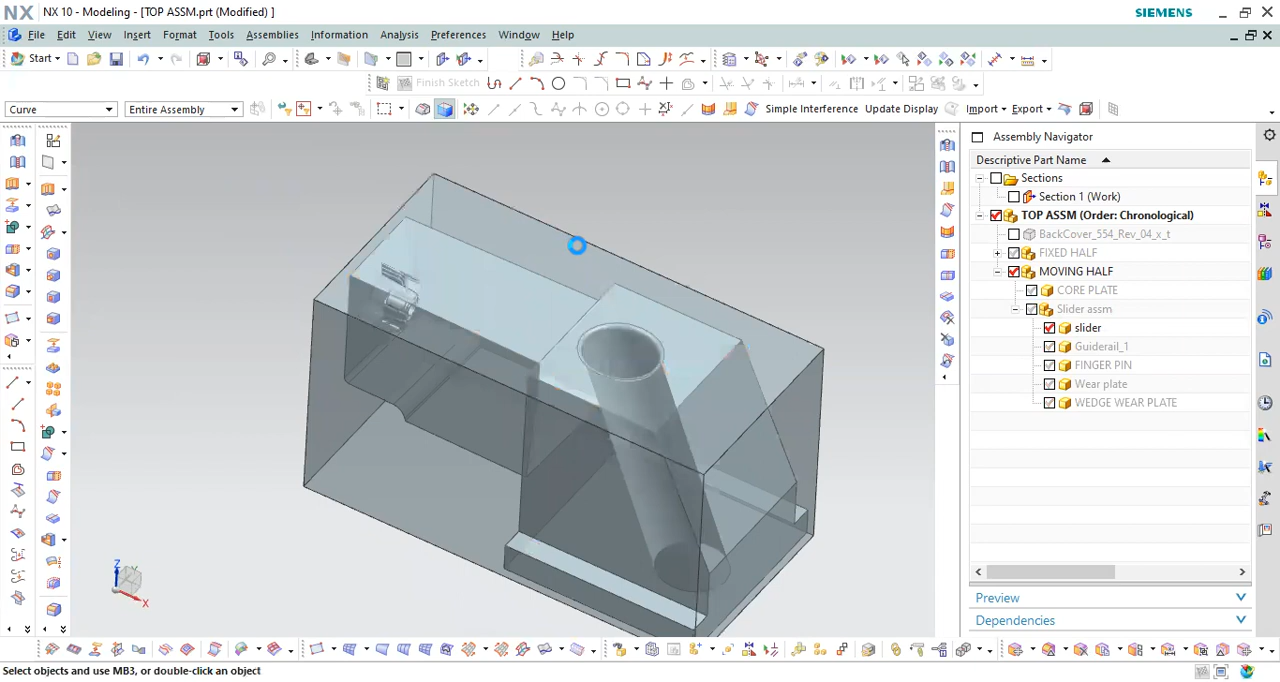 NX NX 10 - Modeling - [TOP ASSM.prt (Modified) ] SIEMENS
File Edit View Insert Format Tools Assemblies Information Analysis Preferences Window Help
Start
Finish Sketch
Curve Entire Assembly Simple Interference Update Display Import Export
Assembly Navigator
Descriptive Part Name
Sections
Section 1 (Work)
TOP ASSM (Order: Chronological)
BackCover_554_Rev_04_x_t
FIXED HALF
MOVING HALF
CORE PLATE
Slider assm
slider
Guiderail_1
FINGER PIN
Wear plate
WEDGE WEAR PLATE
Preview
Dependencies
Z
Y
X
Select objects and use MB3, or double-click an object